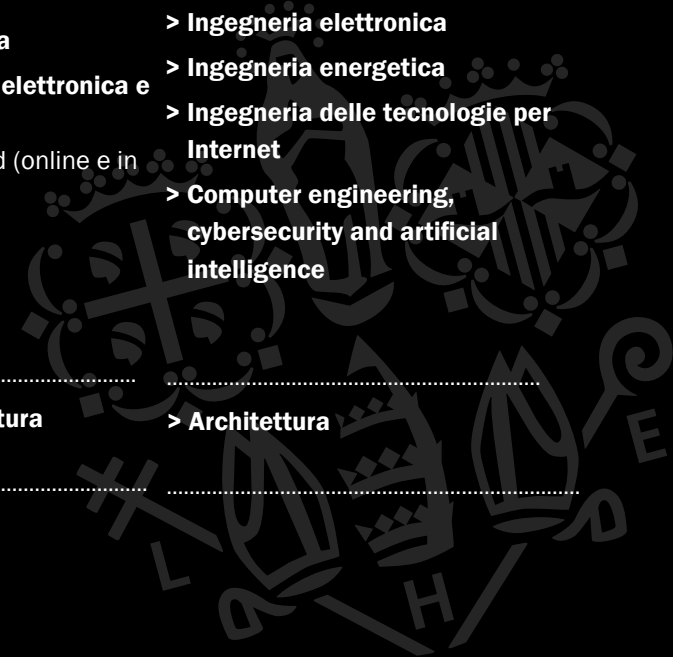 a
elettronica e
d (online e in
tura
> Ingegneria elettronica
> Ingegneria energetica
> Ingegneria delle tecnologie per
Internet
> Computer engineering,
cybersecurity and artificial
intelligence
> Architettura
L
H
E